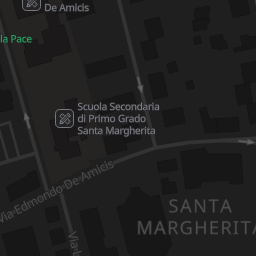 De Amicis
la Pace
Scuola Secondaria
di Primo Grado
Santa Margherita
Via Edmondo De Amicis
SANTA
MARGHERITA